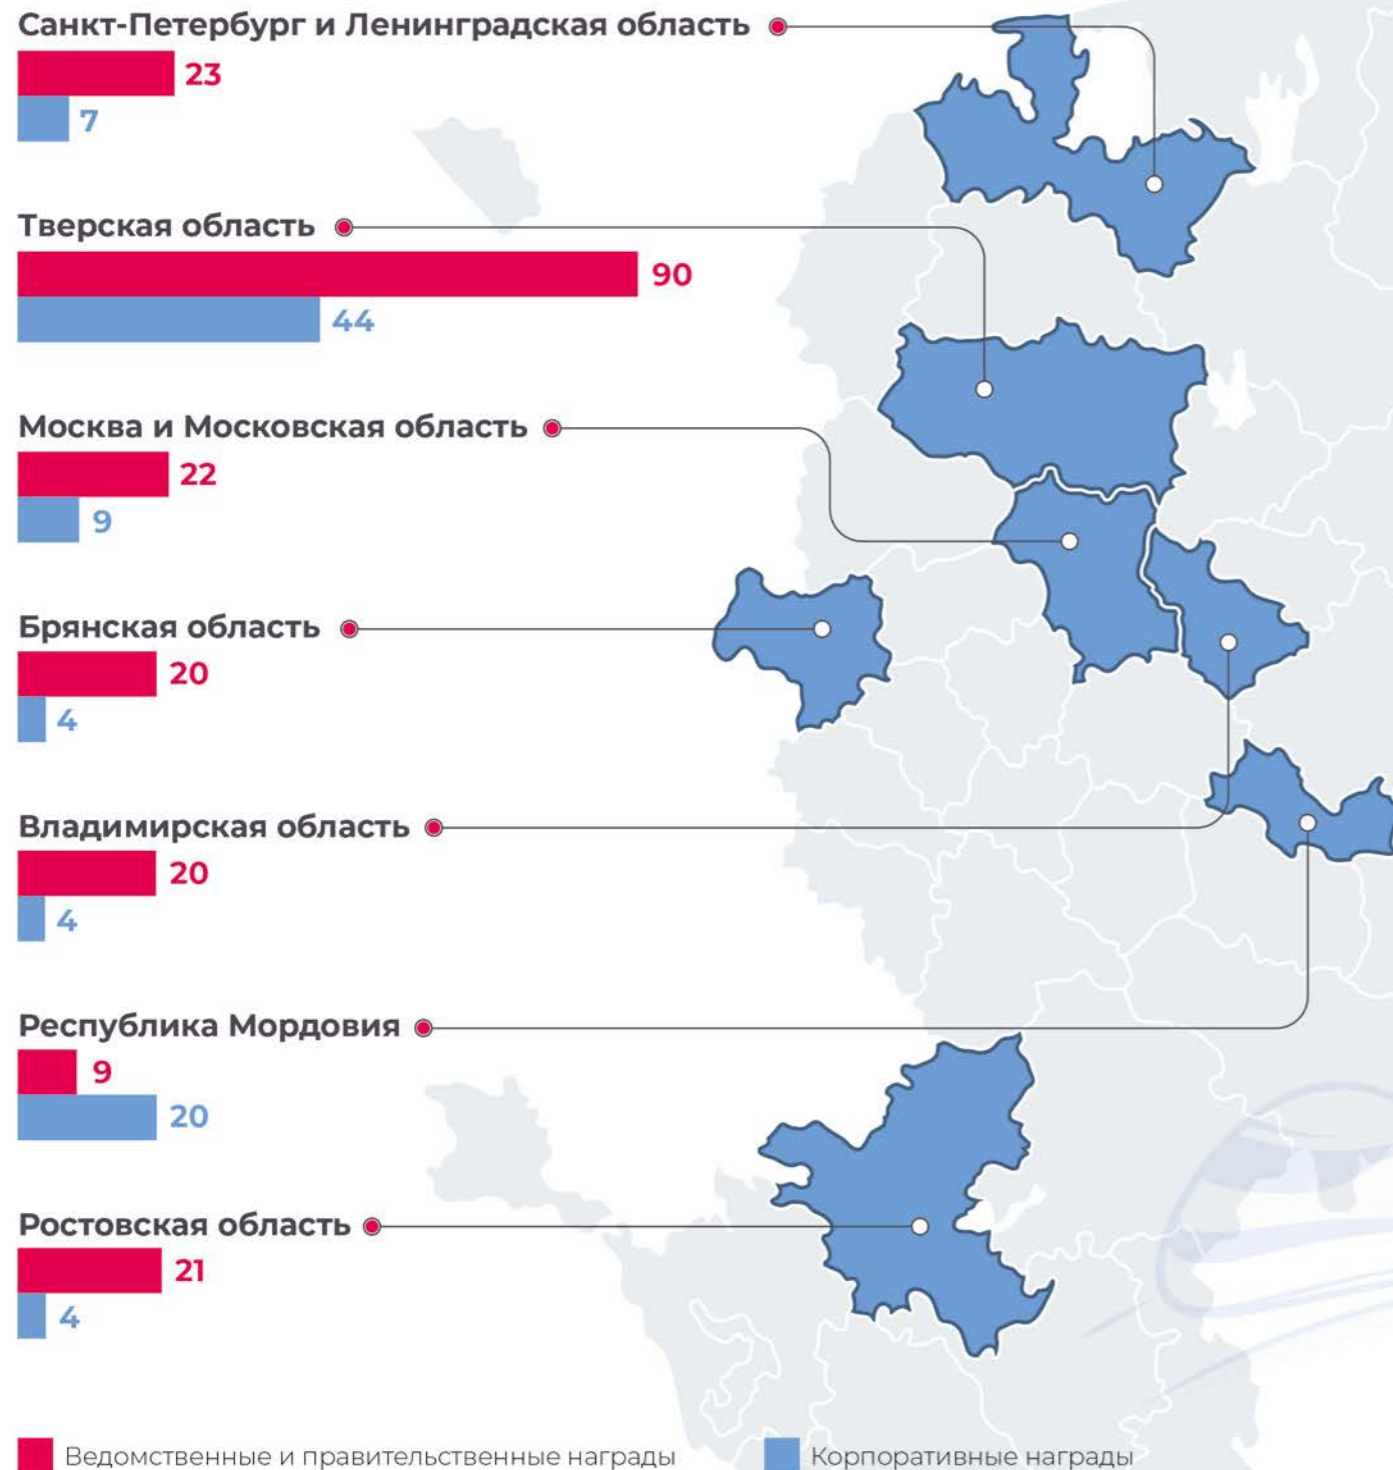 Санкт-Петербург и Ленинградская область
23
7
Тверская область
90
44
Москва и Московская область
22
9
Брянская область
20
4
Владимирская область
20
4
Республика Мордовия
9
20
Ростовская область
21
4
Ведомственные и правительственные награды
Корпоративные награды